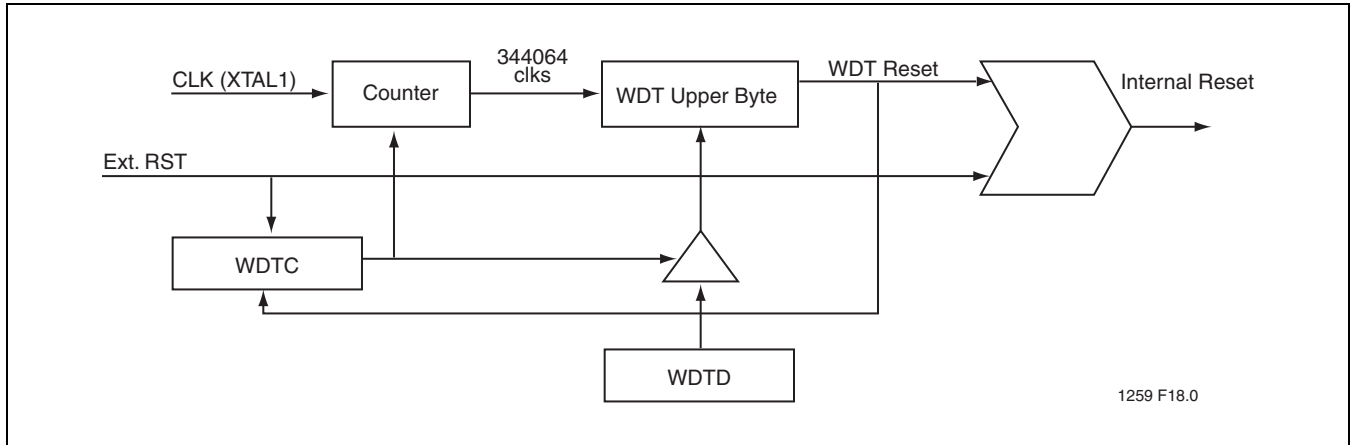 344064
clks
CLK (XTAL1)
Counter
WDT Upper Byte
WDT Reset
Internal Reset
Ext. RST
WDTC
WDTD
1259 F18.0